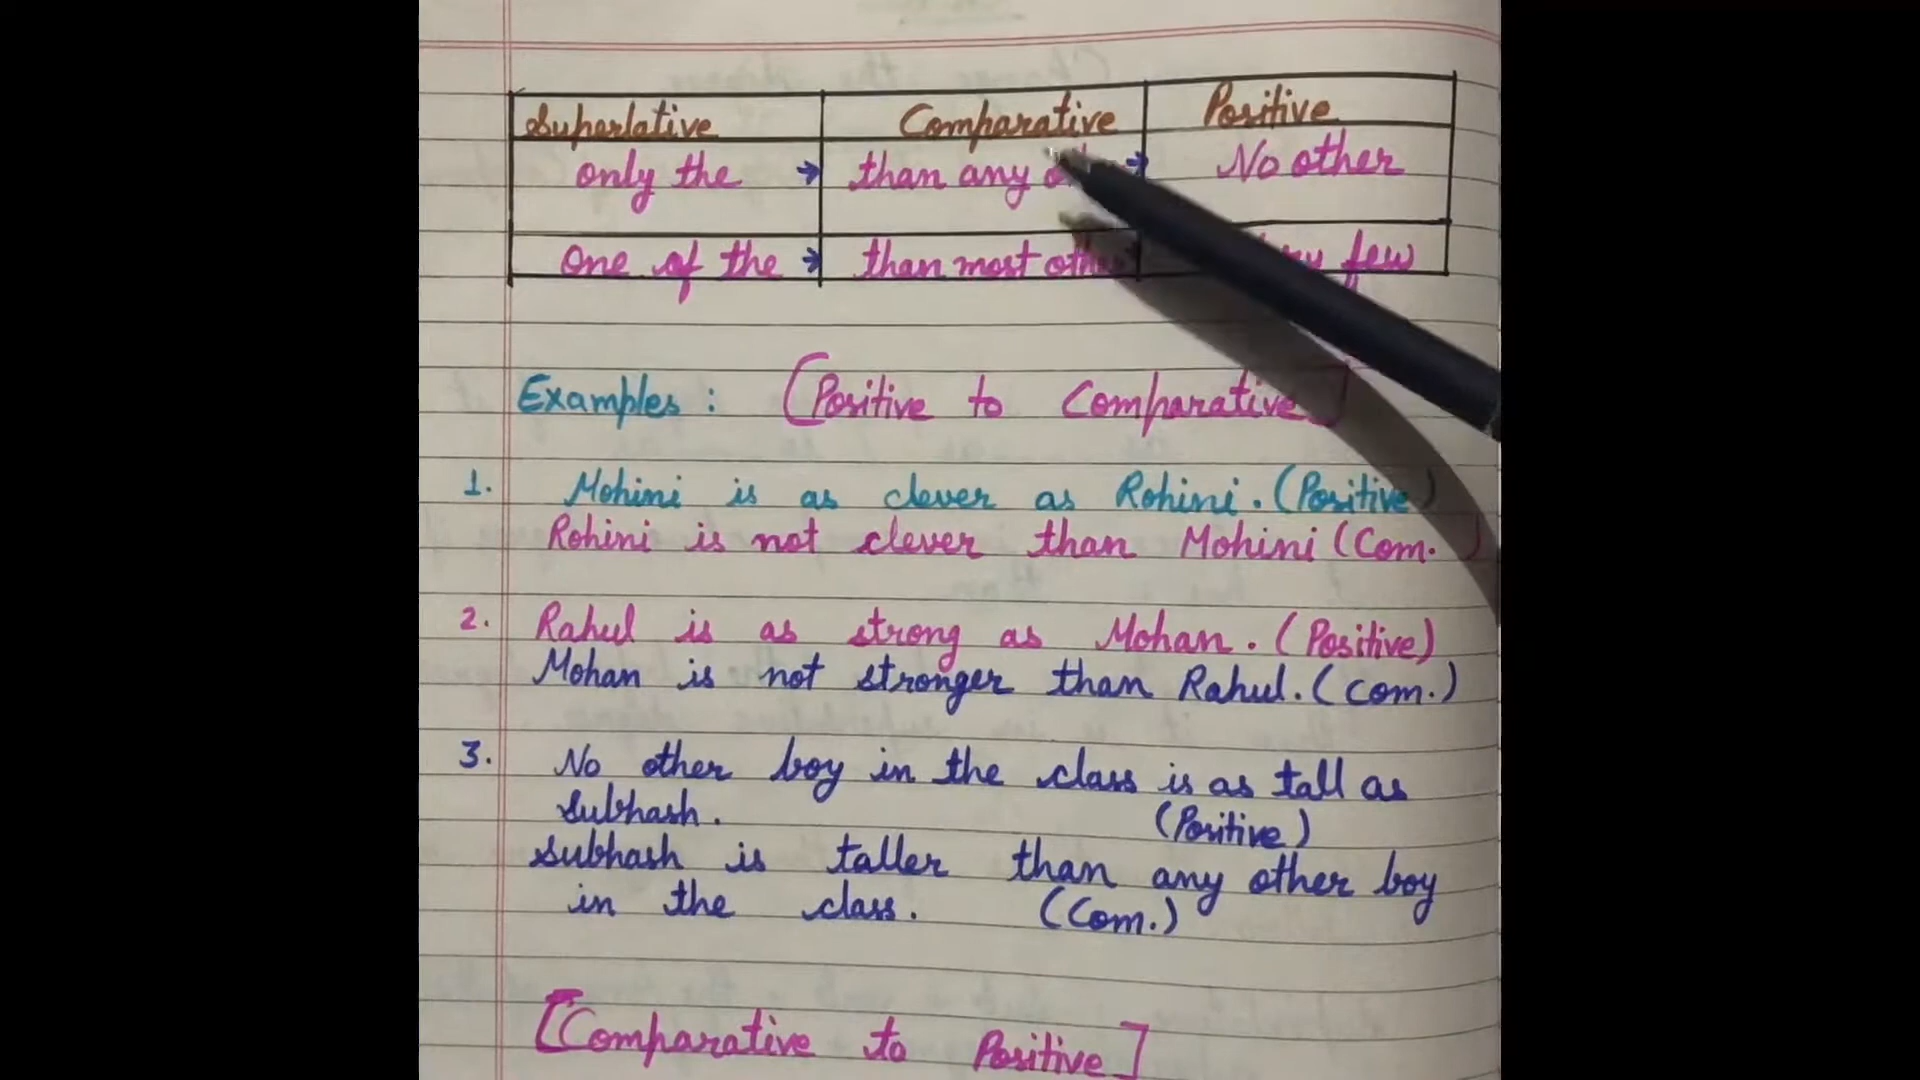 Superlative Comparative Positive
only the → than any → No other
one of the → than most few
Examples : [Positive to Comparative]
1. Mohini is as clever as Rohini. (Positive)
Rohini is not clever than Mohini (Com. )
2. Rahul is as strong as Mohan. (Positive)
Mohan is not stronger than Rahul. (Com.)
3. No other boy in the class is as tall as
Subhash. (Positive)
Subhash is taller than any other boy
in the class. (Com.)
[Comparative to Positive]